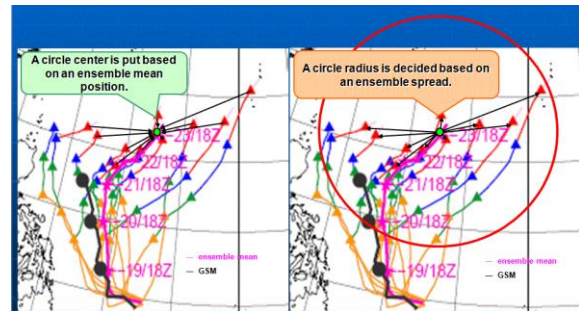 A circle center is put based
on an ensemble mean
position.
23/18Z
22/18Z
21/18Z
20/18Z
19/18Z
ensemble mean
GSM
A circle radius is decided based on
an ensemble spread.
23/18Z
22/18Z
21/18Z
20/18Z
19/18Z
ensemble mean
GSM